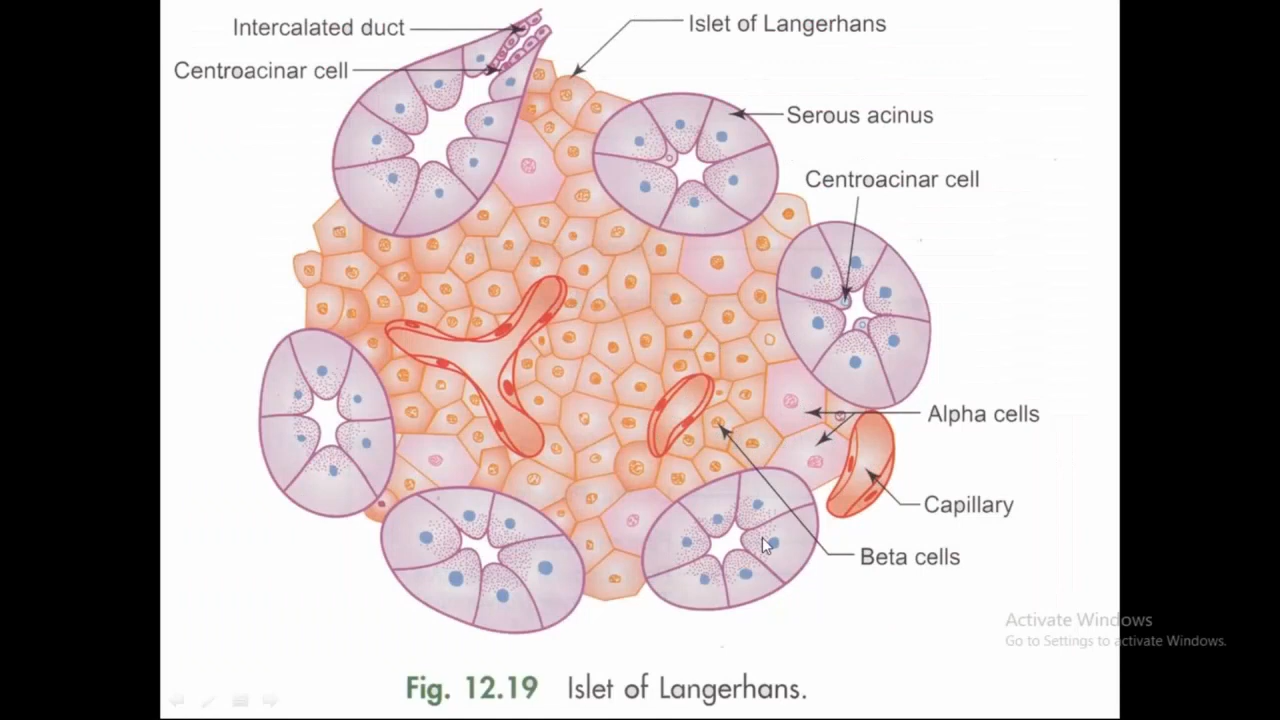 Intercalated duct
Islet of Langerhans
Centroacinar cell
Serous acinus
Centroacinar cell
Alpha cells
Capillary
Beta cells
Activate Windows
Go to Settings to activate Windows.
Fig. 12.19 Islet of Langerhans.